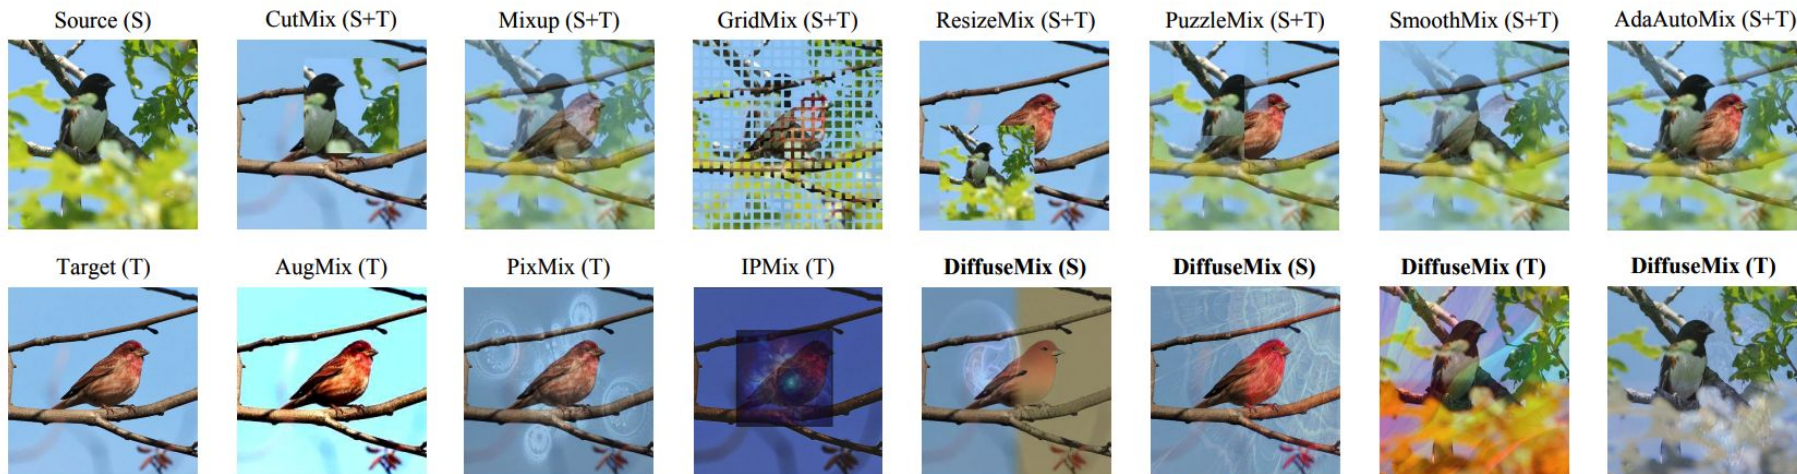 Source (S) CutMix (S+T) Mixup (S+T) GridMix (S+T) ResizeMix (S+T) PuzzleMix (S+T) SmoothMix (S+T) AdaAutoMix (S+T)
Target (T) AugMix (T) PixMix (T) IPMix (T) DiffuseMix (S) DiffuseMix (S) DiffuseMix (T) DiffuseMix (T)